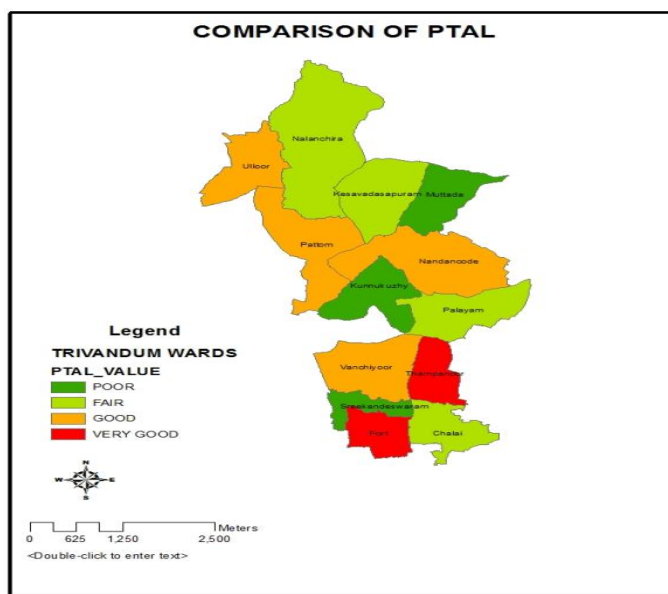 COMPARISON OF PTAL
Nalanchira
Ulloor
Kesavadasapuram
Muttada
Pattom
Nandancode
Kunnukuzhy
Palayam
Legend
TRIVANDUM WARDS
PTAL_VALUE
POOR
FAIR
GOOD
VERY GOOD
Vanchiyoor
Thampanoor
Sreekandeswaram
Fort
Chalai
N
W E
S
Meters
0 625 1,250 2,500
<Double-click to enter text>